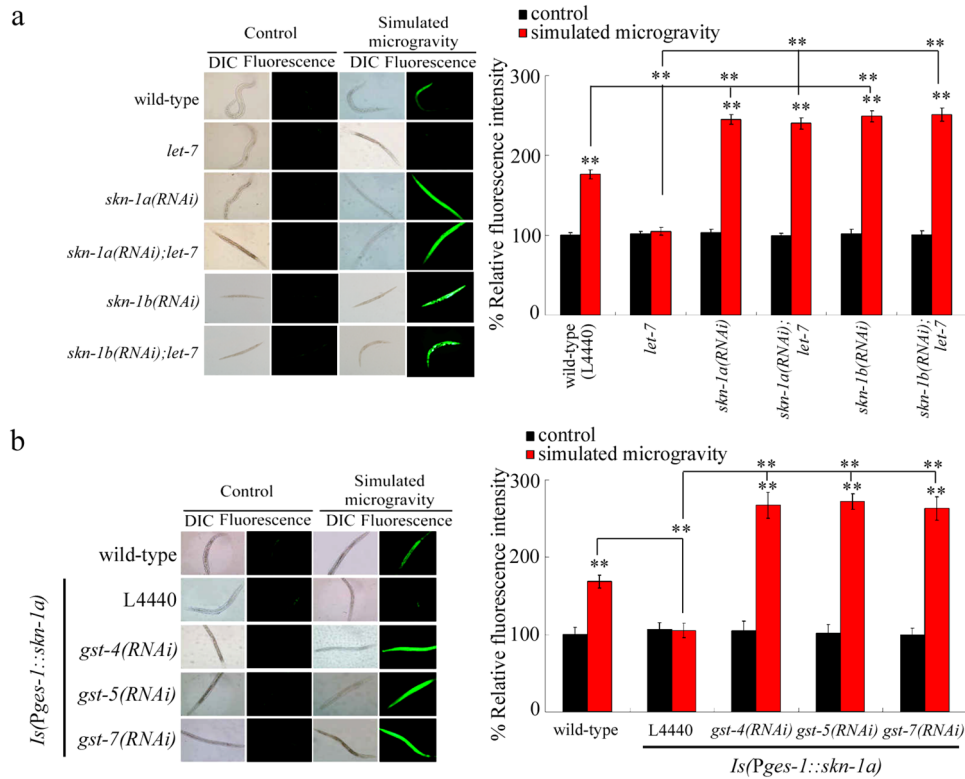 a
Control
Simulated
microgravity
DIC Fluorescence
DIC Fluorescence
wild-type
let-7
skn-1a(RNAi)
skn-1a(RNAi);let-7
skn-1b(RNAi)
skn-1b(RNAi);let-7
control
simulated microgravity
% Relative fluorescence intensity
300
200
100
0
**
**
**
**
**
**
**
**
**
**
wild-type
(L4440)
let-7
skn-1a(RNAi)
skn-1a(RNAi);
let-7
skn-1b(RNAi)
skn-1b(RNAi);
let-7
b
Control
Simulated
microgravity
DIC Fluorescence
DIC Fluorescence
wild-type
L4440
gst-4(RNAi)
gst-5(RNAi)
gst-7(RNAi)
Is(Pges-1::skn-1a)
control
simulated microgravity
% Relative fluorescence intensity
300
200
100
0
**
**
**
**
**
**
**
**
wild-type
L4440
gst-4(RNAi)
gst-5(RNAi)
gst-7(RNAi)
Is(Pges-1::skn-1a)